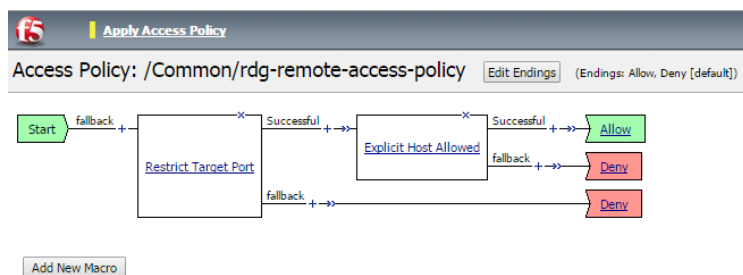 f5
Apply Access Policy
Access Policy: /Common/rdg-remote-access-policy Edit Endings (Endings: Allow, Deny [default])
Start fallback + Restrict Target Port x Successful + Explicit Host Allowed x Successful + Allow
fallback + Deny
fallback + Deny
Add New Macro